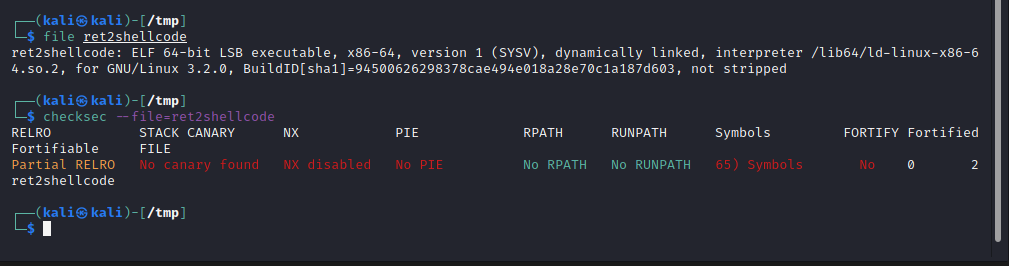 ┌──(kali㉿kali)-[/tmp]
└─$ file ret2shellcode
ret2shellcode: ELF 64-bit LSB executable, x86-64, version 1 (SYSV), dynamically linked, interpreter /lib64/ld-linux-x86-6
4.so.2, for GNU/Linux 3.2.0, BuildID[sha1]=94500626298378cae494e018a28e70c1a187d603, not stripped
┌──(kali㉿kali)-[/tmp]
└─$ checksec --file=ret2shellcode
RELRO STACK CANARY NX PIE RPATH RUNPATH Symbols FORTIFY Fortified
Fortifiable FILE
Partial RELRO No canary found NX disabled No PIE No RPATH No RUNPATH 65) Symbols No 0 2
ret2shellcode
┌──(kali㉿kali)-[/tmp]
└─$